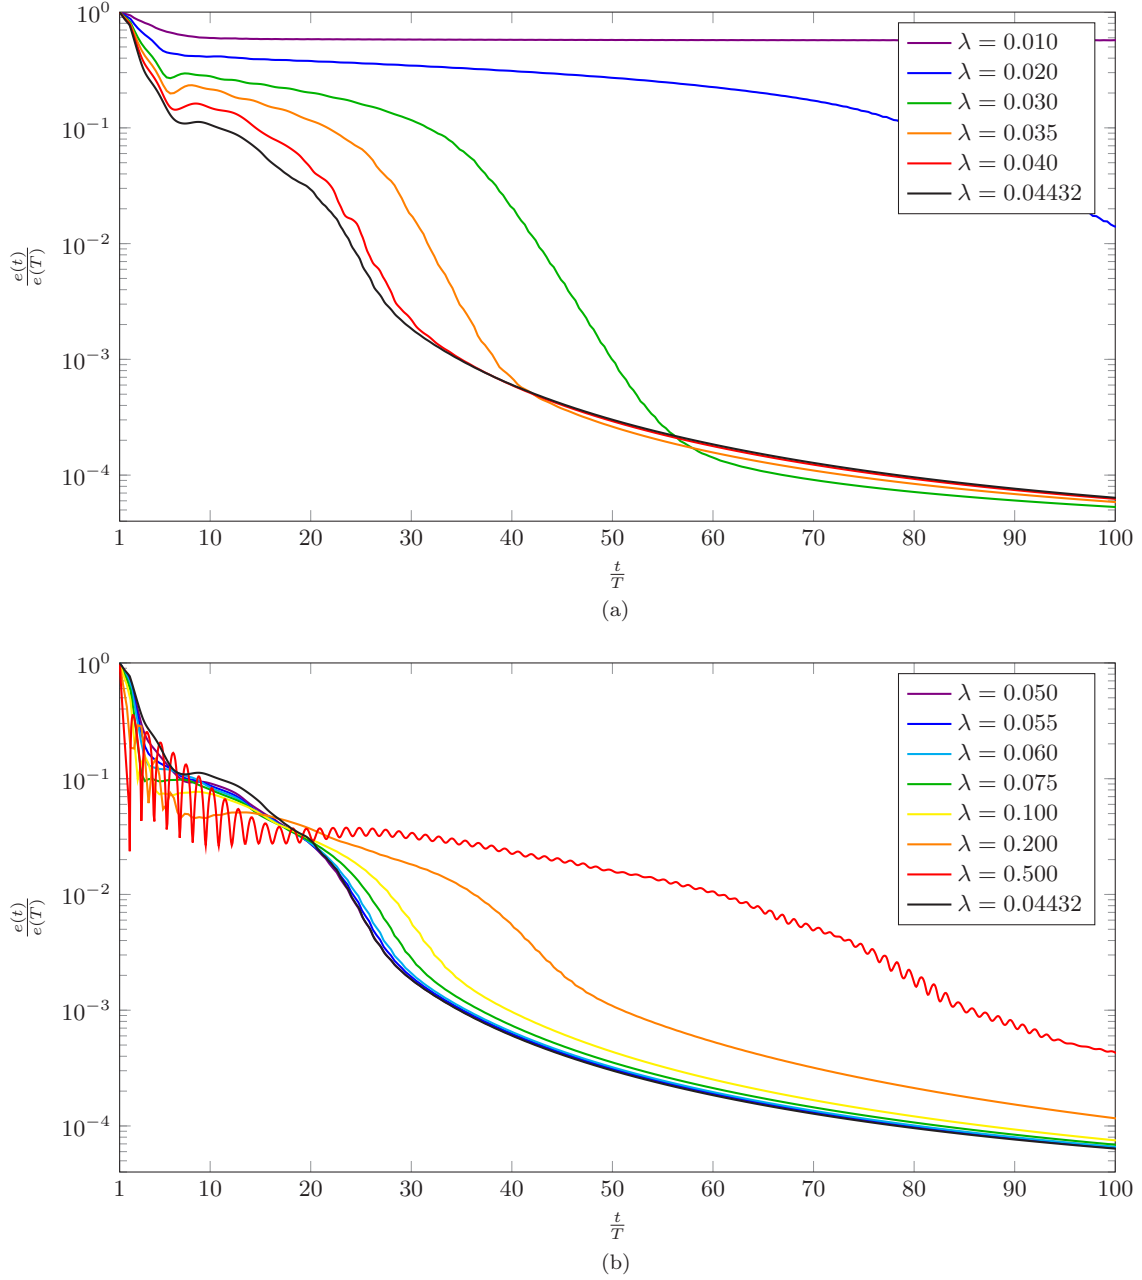 10^0
10^{-1}
10^{-2}
10^{-3}
10^{-4}
e(t)/e(T)
λ = 0.010
λ = 0.020
λ = 0.030
λ = 0.035
λ = 0.040
λ = 0.04432
1 10 20 30 40 50 60 70 80 90 100
t/T
(a)
10^0
10^{-1}
10^{-2}
10^{-3}
10^{-4}
e(t)/e(T)
λ = 0.050
λ = 0.055
λ = 0.060
λ = 0.075
λ = 0.100
λ = 0.200
λ = 0.500
λ = 0.04432
1 10 20 30 40 50 60 70 80 90 100
t/T
(b)